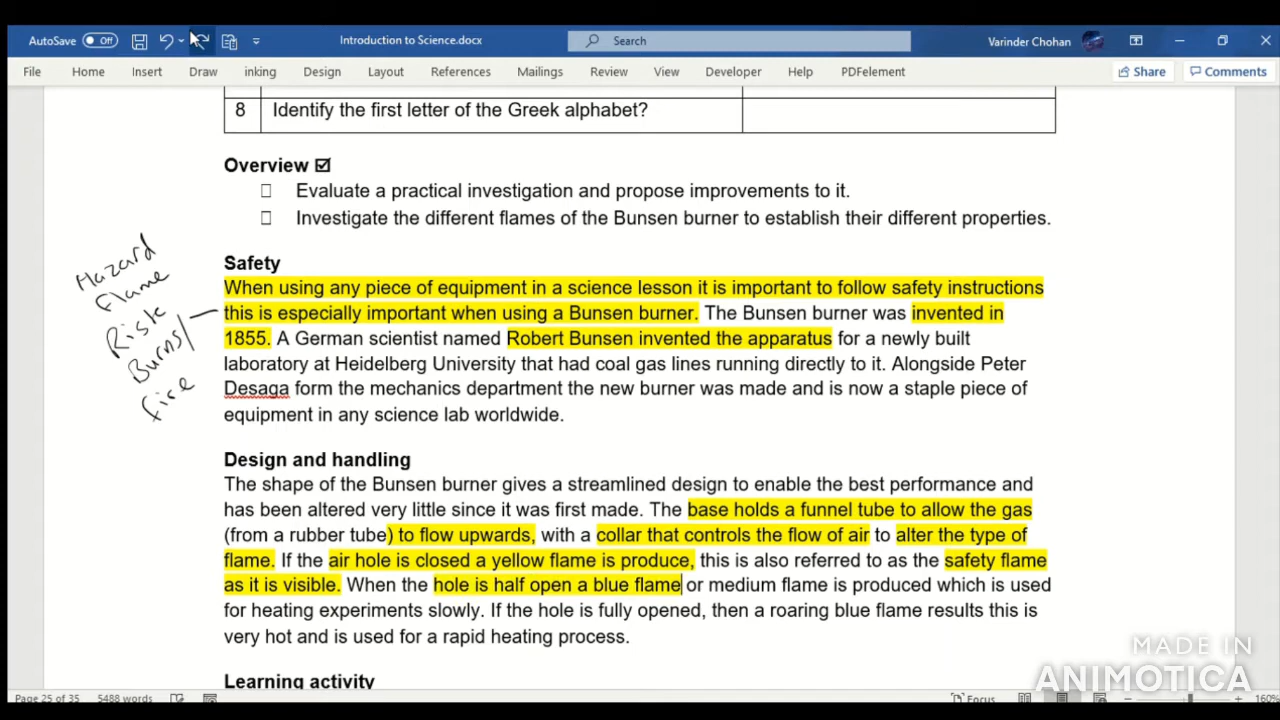 AutoSave Off Introduction to Science.docx Search Varinder Chohan
File Home Insert Draw inking Design Layout References Mailings Review View Developer Help PDFelement Share Comments
8 Identify the first letter of the Greek alphabet?
Overview ☑
☐ Evaluate a practical investigation and propose improvements to it.
☐ Investigate the different flames of the Bunsen burner to establish their different properties.
Hazard
Flame
Risk
Burns/
fire
Safety
When using any piece of equipment in a science lesson it is important to follow safety instructions
this is especially important when using a Bunsen burner. The Bunsen burner was invented in
1855. A German scientist named Robert Bunsen invented the apparatus for a newly built
laboratory at Heidelberg University that had coal gas lines running directly to it. Alongside Peter
Desaga form the mechanics department the new burner was made and is now a staple piece of
equipment in any science lab worldwide.
Design and handling
The shape of the Bunsen burner gives a streamlined design to enable the best performance and
has been altered very little since it was first made. The base holds a funnel tube to allow the gas
(from a rubber tube) to flow upwards, with a collar that controls the flow of air to alter the type of
flame. If the air hole is closed a yellow flame is produce, this is also referred to as the safety flame
as it is visible. When the hole is half open a blue flame or medium flame is produced which is used
for heating experiments slowly. If the hole is fully opened, then a roaring blue flame results this is
very hot and is used for a rapid heating process.
Learning activity
MADE IN
ANIMOTICA
Page 25 of 35 5488 words Focus 160%